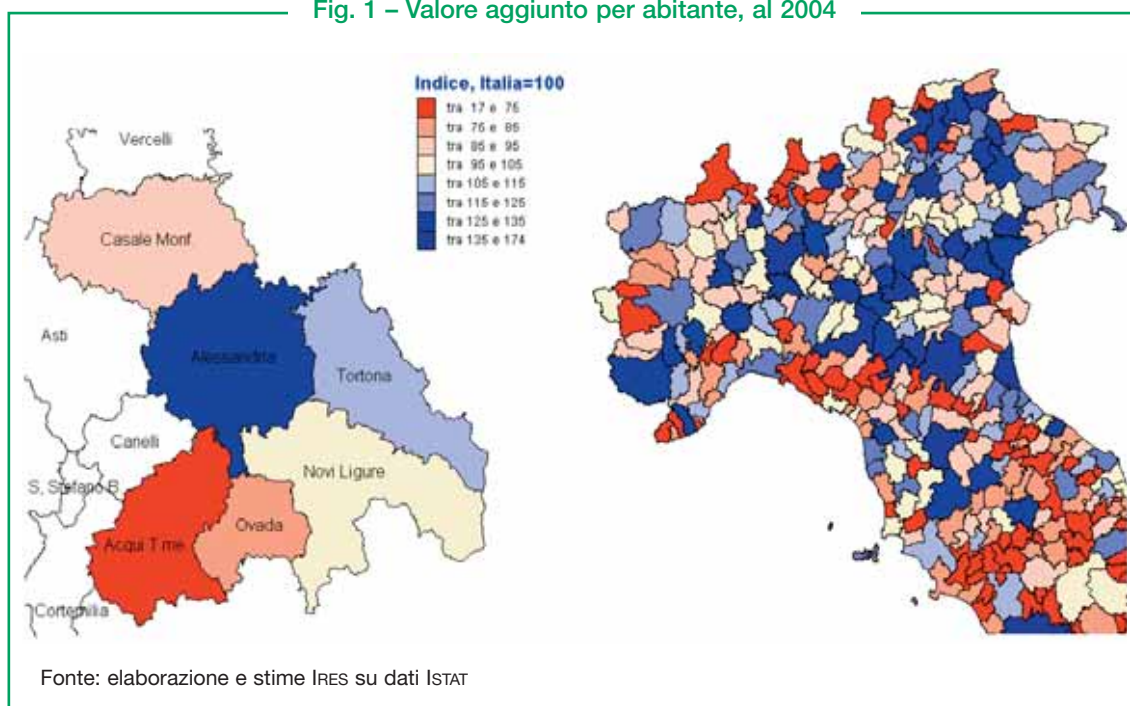 Fig. 1 – Valore aggiunto per abitante, al 2004
Indice, Italia=100
tra 17 e 75
tra 75 e 85
tra 85 e 95
tra 95 e 105
tra 105 e 115
tra 115 e 125
tra 125 e 135
tra 135 e 174
Vercelli
Casale Monf.
Asti
Alessandria
Tortona
Canelli
Novi Ligure
S, Stefano B
Ovada
Acqui T me
Cortemilia
Fonte: elaborazione e stime IRES su dati ISTAT